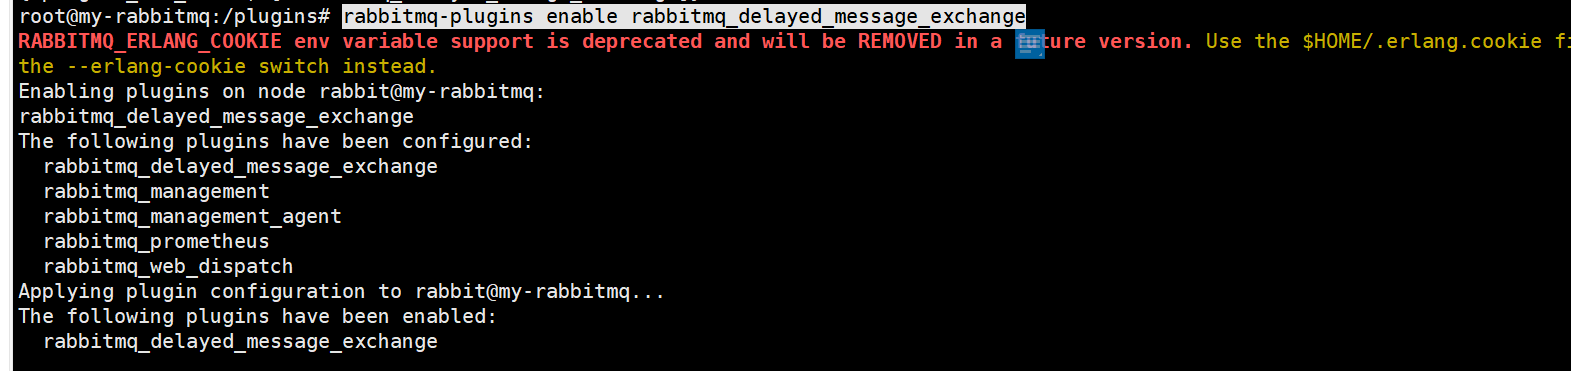 root@my-rabbitmq:/plugins# rabbitmq-plugins enable rabbitmq_delayed_message_exchange
RABBITMQ_ERLANG_COOKIE env variable support is deprecated and will be REMOVED in a future version. Use the $HOME/.erlang.cookie fi
the --erlang-cookie switch instead.
Enabling plugins on node rabbit@my-rabbitmq:
rabbitmq_delayed_message_exchange
The following plugins have been configured:
rabbitmq_delayed_message_exchange
rabbitmq_management
rabbitmq_management_agent
rabbitmq_prometheus
rabbitmq_web_dispatch
Applying plugin configuration to rabbit@my-rabbitmq...
The following plugins have been enabled:
rabbitmq_delayed_message_exchange